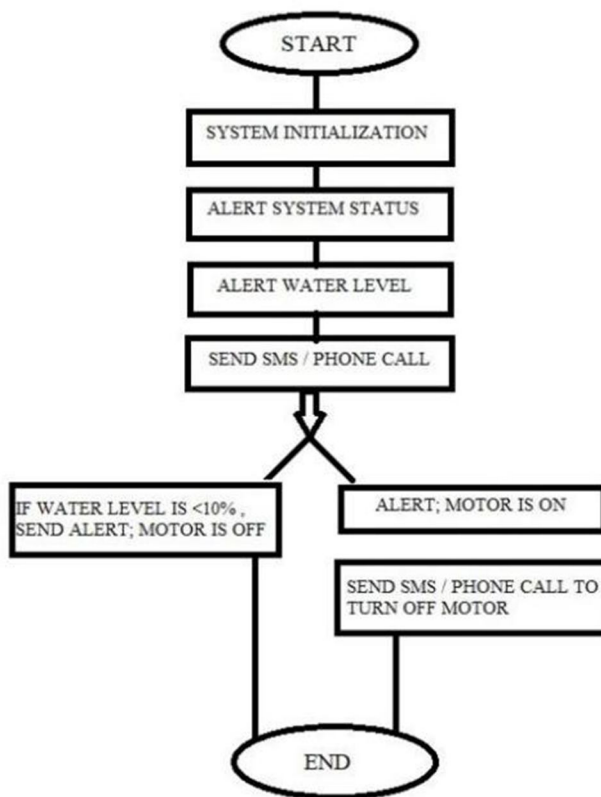 START
SYSTEM INITIALIZATION
ALERT SYSTEM STATUS
ALERT WATER LEVEL
SEND SMS / PHONE CALL
IF WATER LEVEL IS <10% ,
SEND ALERT; MOTOR IS OFF
ALERT; MOTOR IS ON
SEND SMS / PHONE CALL TO
TURN OFF MOTOR
END